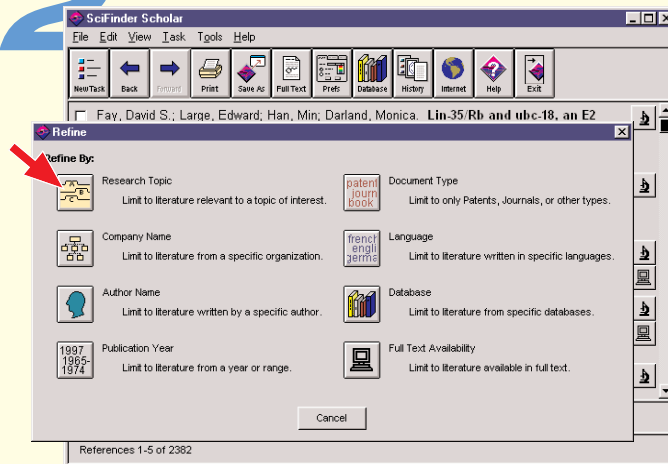 2
SciFinder Scholar
File Edit View Task Tools Help
New Task Back Forward Print Save As Full Text Prefs Database History Internet Help Exit
Fay, David S.; Large, Edward; Han, Min; Darland, Monica. Lin-35/Rb and ubc-18, an E2
Refine
Refine By:
A
B
C
Research Topic
Limit to literature relevant to a topic of interest.
Company Name
Limit to literature from a specific organization.
Author Name
Limit to literature written by a specific author.
1997
1965-
1974
Publication Year
Limit to literature from a year or range.
patent
journ
book
Document Type
Limit to only Patents, Journals, or other types.
french
engli
germa
Language
Limit to literature written in specific languages.
Database
Limit to literature from specific databases.
Full Text Availability
Limit to literature available in full text.
Cancel
References 1-5 of 2382